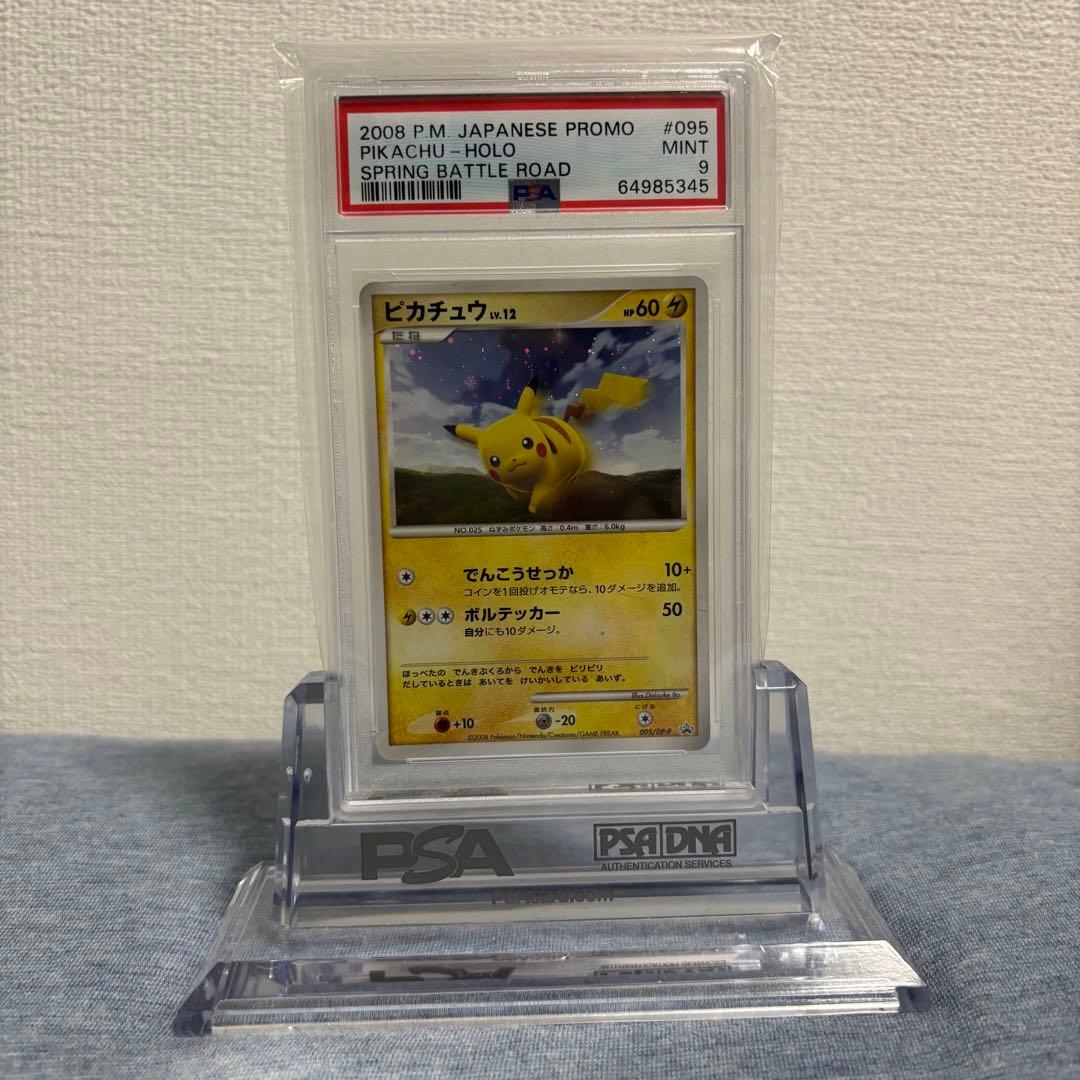 2008 P.M. JAPANESE PROMO #095
PIKACHU - HOLO MINT
SPRING BATTLE ROAD 9
PSA 64985345
ピカチュウ LV.12 HP60
たね
NO.025 ねずみポケモン 高さ:0.4m 重さ:6.0kg
でんこうせっか 10+
コインを1回投げオモテなら、10ダメージを追加。
ボルテッカー 50
自分にも10ダメージ。
ほっぺたの でんきぶくろから でんきを ビリビリ
だしているときは あいてを けいかいしている あいず。
Illus. Daisuke Ito
弱点 抵抗力 にげる
+10 -20
©2008 Pokémon/Nintendo/Creatures/GAME FREAK. 095/DP-P
PSA PSA DNA
AUTHENTICATION SERVICES